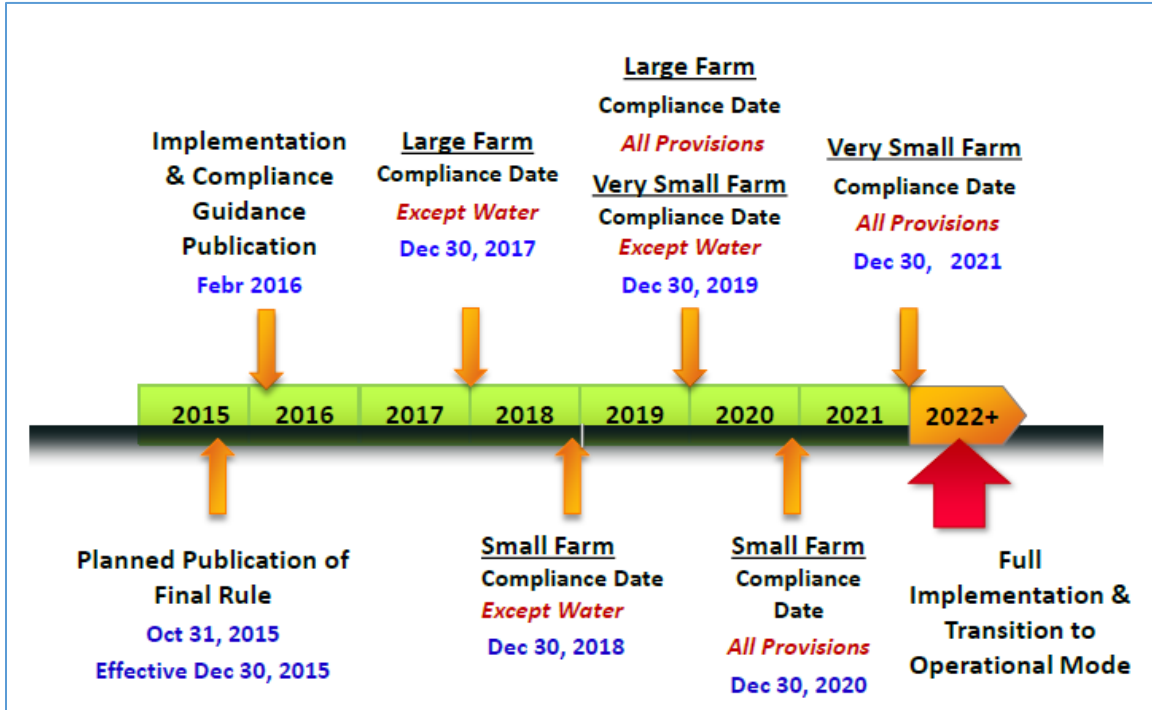 Implementation
& Compliance
Guidance
Publication
Febr 2016
Large Farm
Compliance Date
Except Water
Dec 30, 2017
Large Farm
Compliance Date
All Provisions
Very Small Farm
Compliance Date
Except Water
Dec 30, 2019
Very Small Farm
Compliance Date
All Provisions
Dec 30, 2021
2015 2016 2017 2018 2019 2020 2021 2022+
Planned Publication of
Final Rule
Oct 31, 2015
Effective Dec 30, 2015
Small Farm
Compliance Date
Except Water
Dec 30, 2018
Small Farm
Compliance
Date
All Provisions
Dec 30, 2020
Full
Implementation &
Transition to
Operational Mode